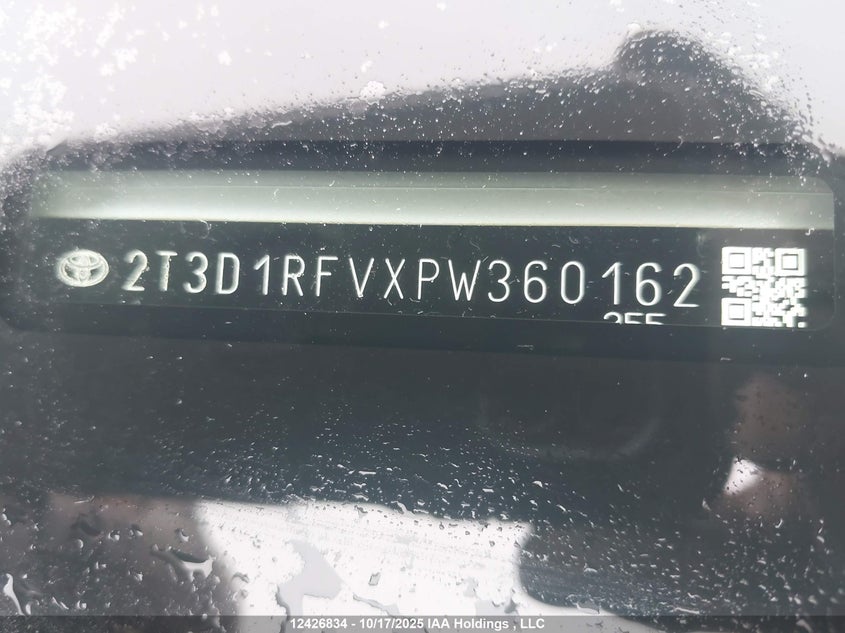 2T3D1RFVXPW360162
12426834 - 10/17/2025 IAA Holdings , LLC